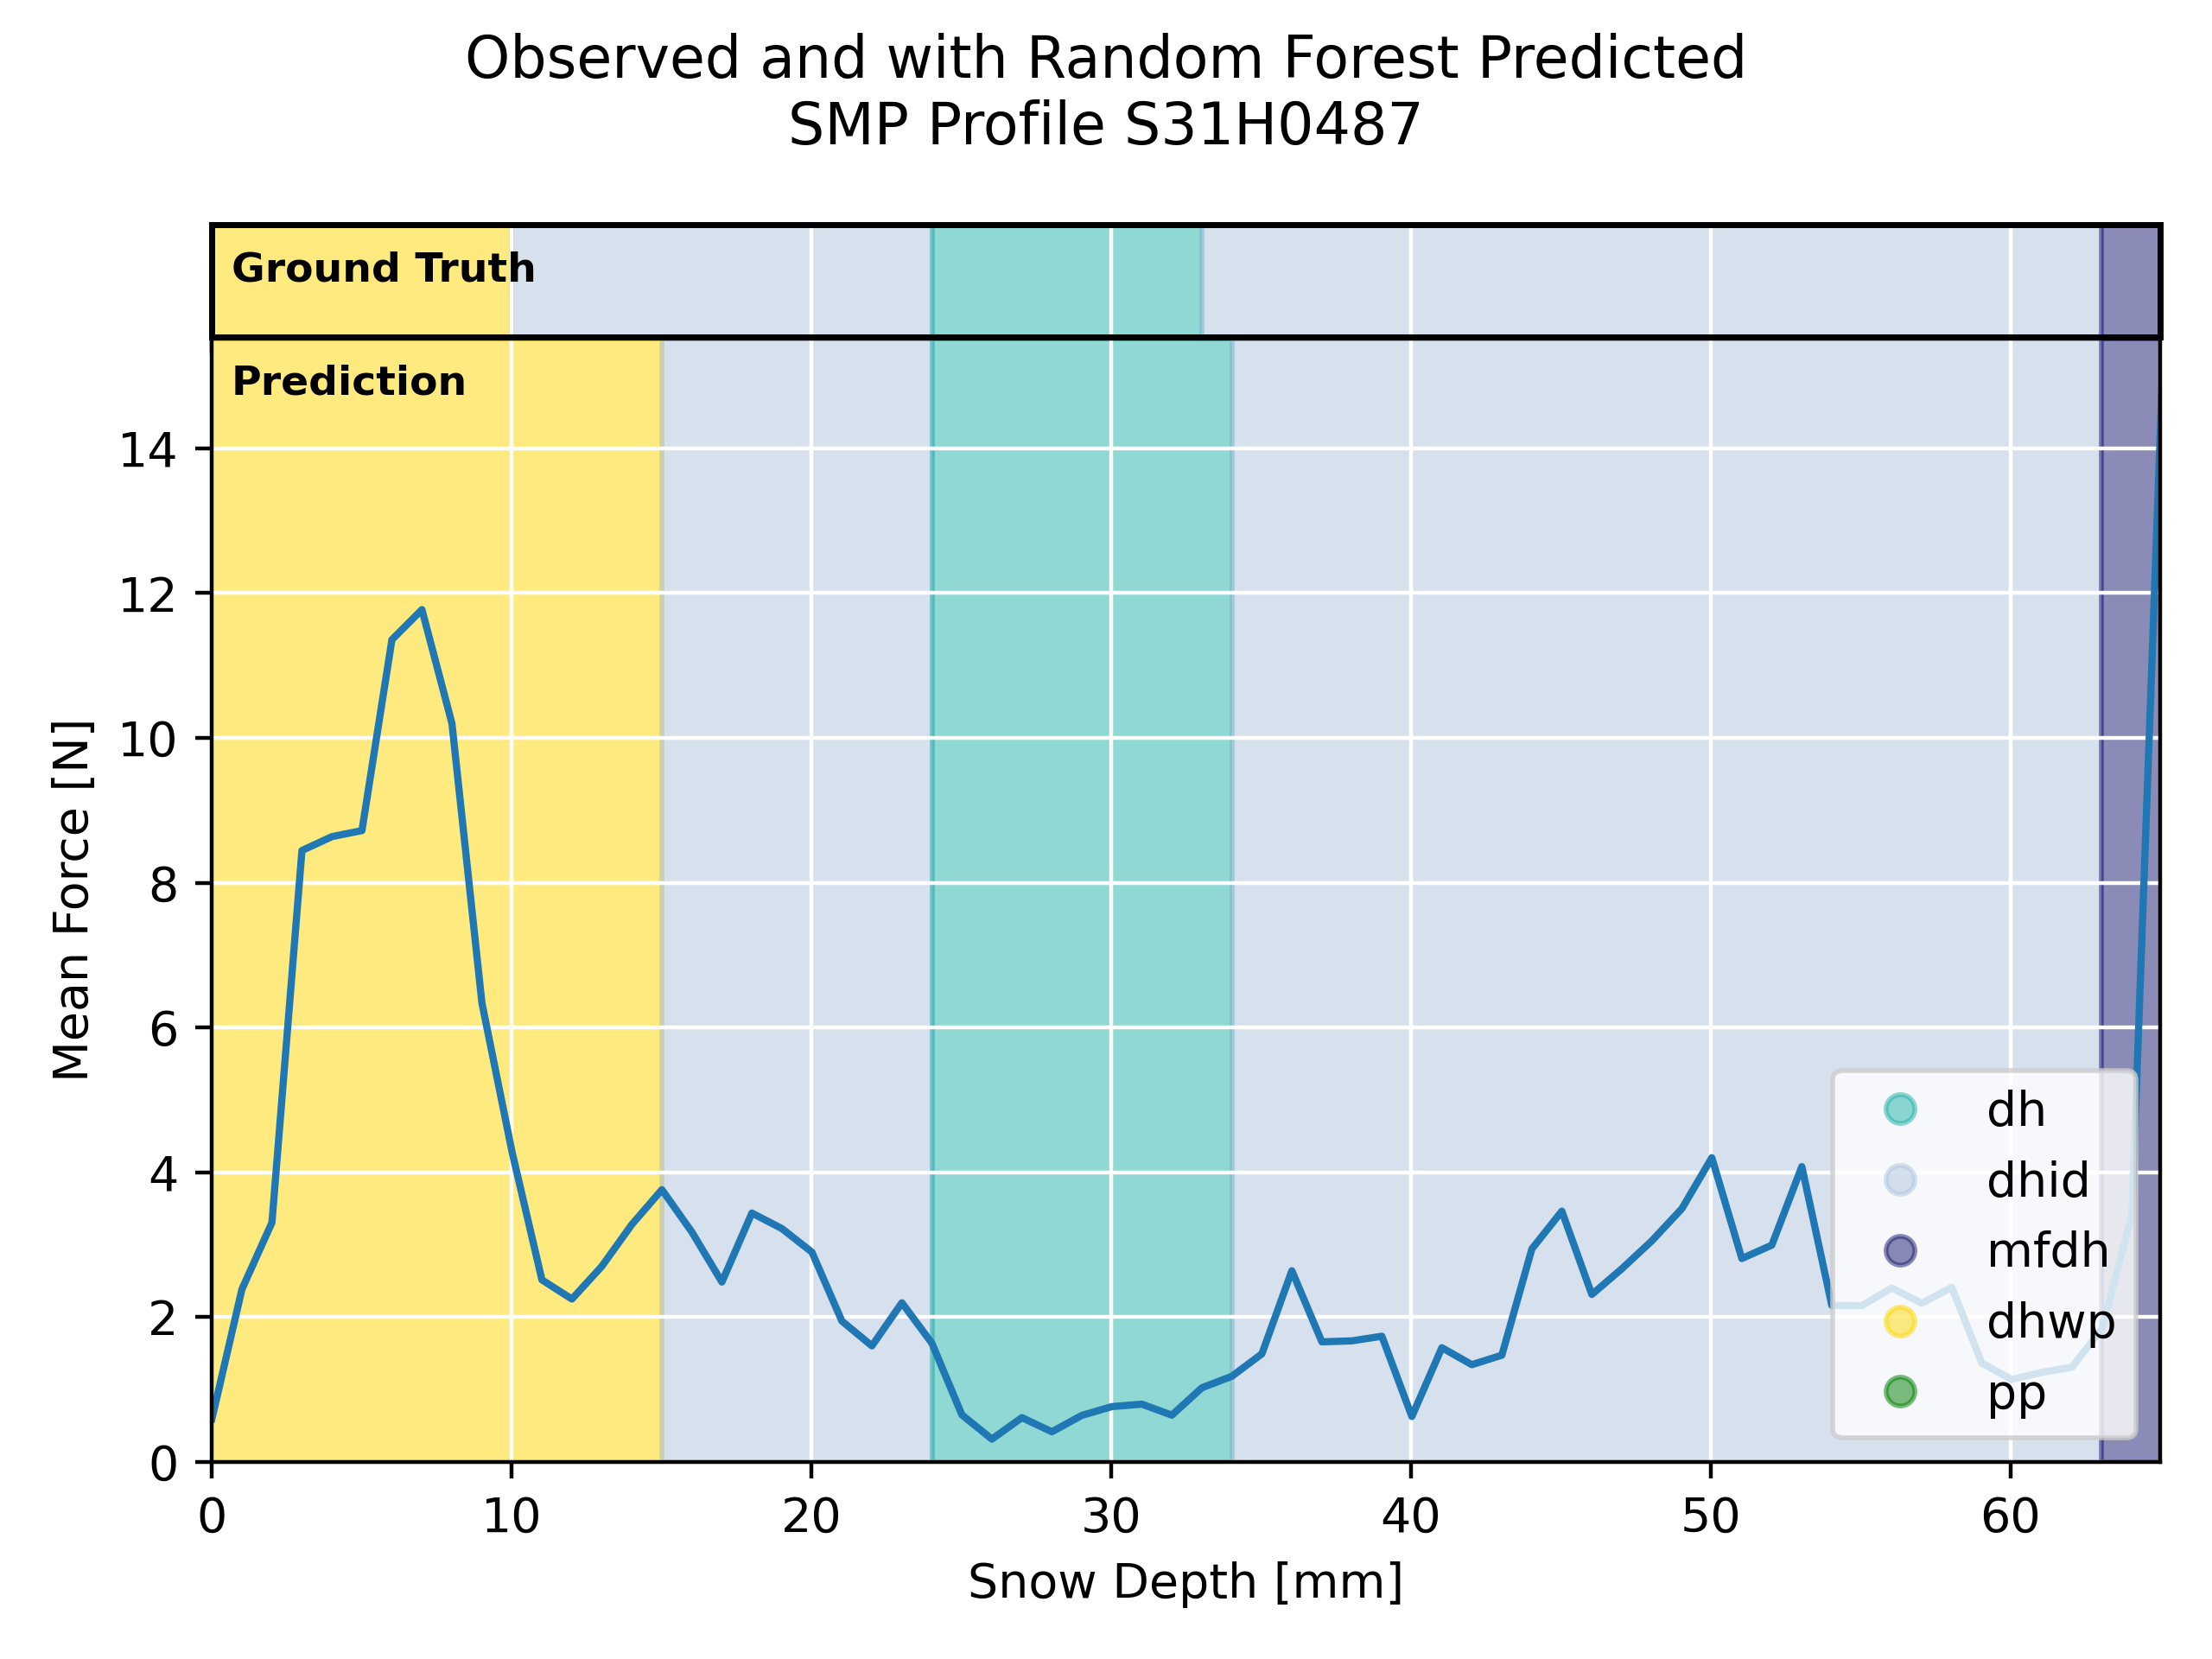 Observed and with Random Forest Predicted
SMP Profile S31H0487
Ground Truth
Prediction
14
12
10
8
6
4
2
0
Mean Force [N]
dh
dhid
mfdh
dhwp
pp
0 10 20 30 40 50 60
Snow Depth [mm]